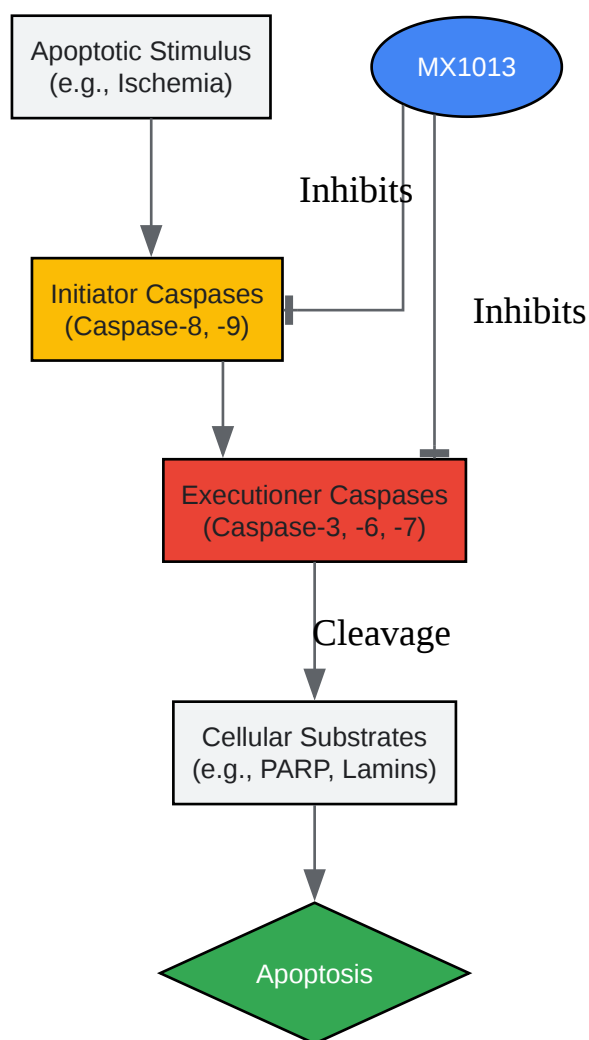 Apoptotic Stimulus
(e.g., Ischemia)
MX1013
Inhibits
Initiator Caspases
(Caspase-8, -9)
Inhibits
Executioner Caspases
(Caspase-3, -6, -7)
Cleavage
Cellular Substrates
(e.g., PARP, Lamins)
Apoptosis